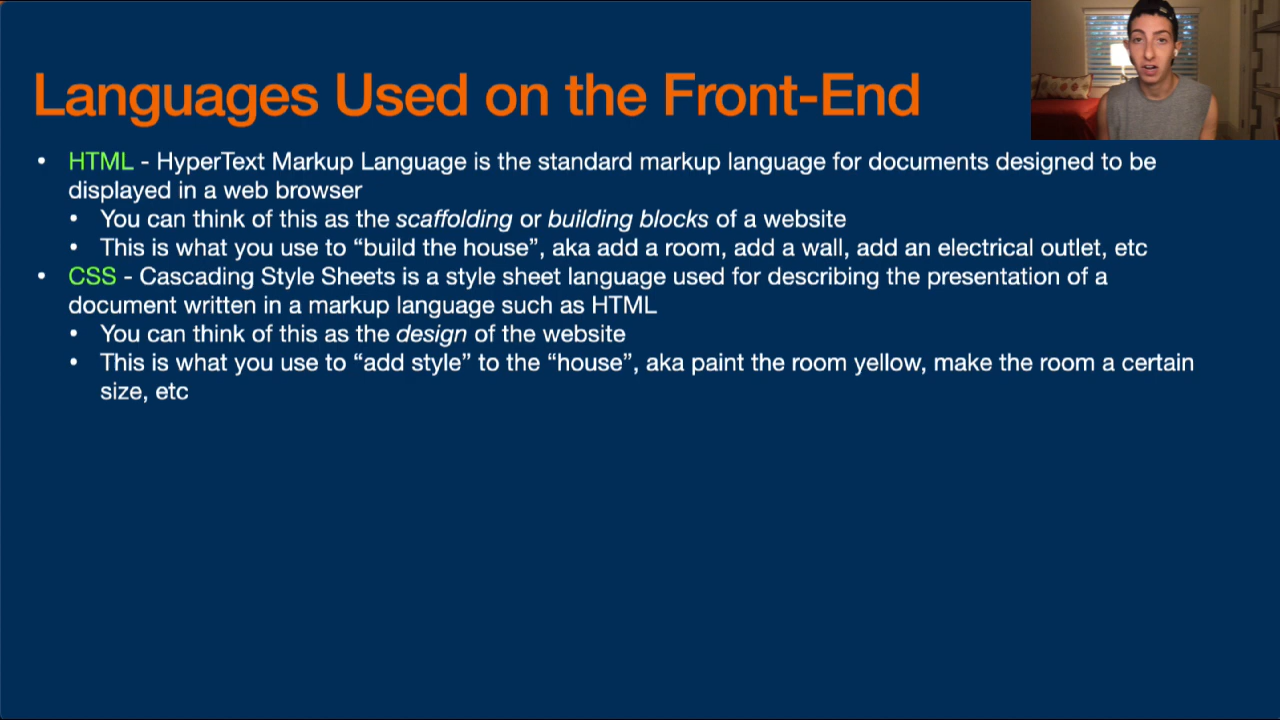 Languages Used on the Front-End
• HTML - HyperText Markup Language is the standard markup language for documents designed to be
displayed in a web browser
• You can think of this as the scaffolding or building blocks of a website
• This is what you use to “build the house”, aka add a room, add a wall, add an electrical outlet, etc
• CSS - Cascading Style Sheets is a style sheet language used for describing the presentation of a
document written in a markup language such as HTML
• You can think of this as the design of the website
• This is what you use to “add style” to the “house”, aka paint the room yellow, make the room a certain
size, etc